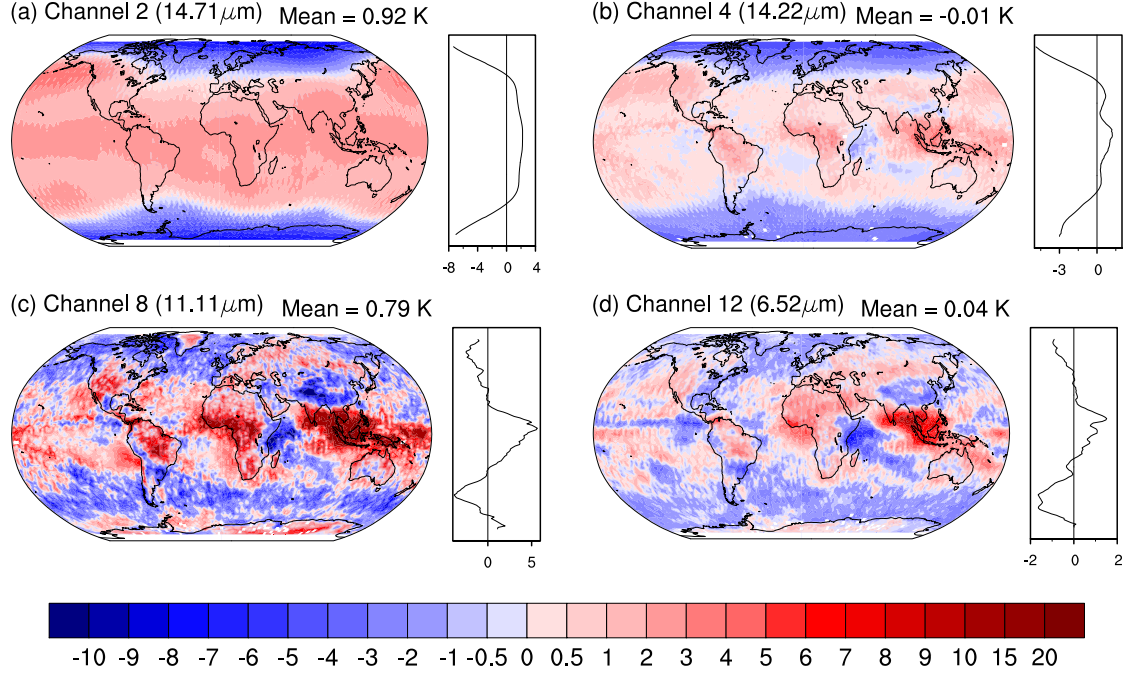 (a) Channel 2 (14.71μm) Mean = 0.92 K
(b) Channel 4 (14.22μm) Mean = -0.01 K
-8 -4 0 4
-3 0
(c) Channel 8 (11.11μm) Mean = 0.79 K
(d) Channel 12 (6.52μm) Mean = 0.04 K
0 5
-2 0 2
-10 -9 -8 -7 -6 -5 -4 -3 -2 -1 -0.5 0 0.5 1 2 3 4 5 6 7 8 9 10 15 20